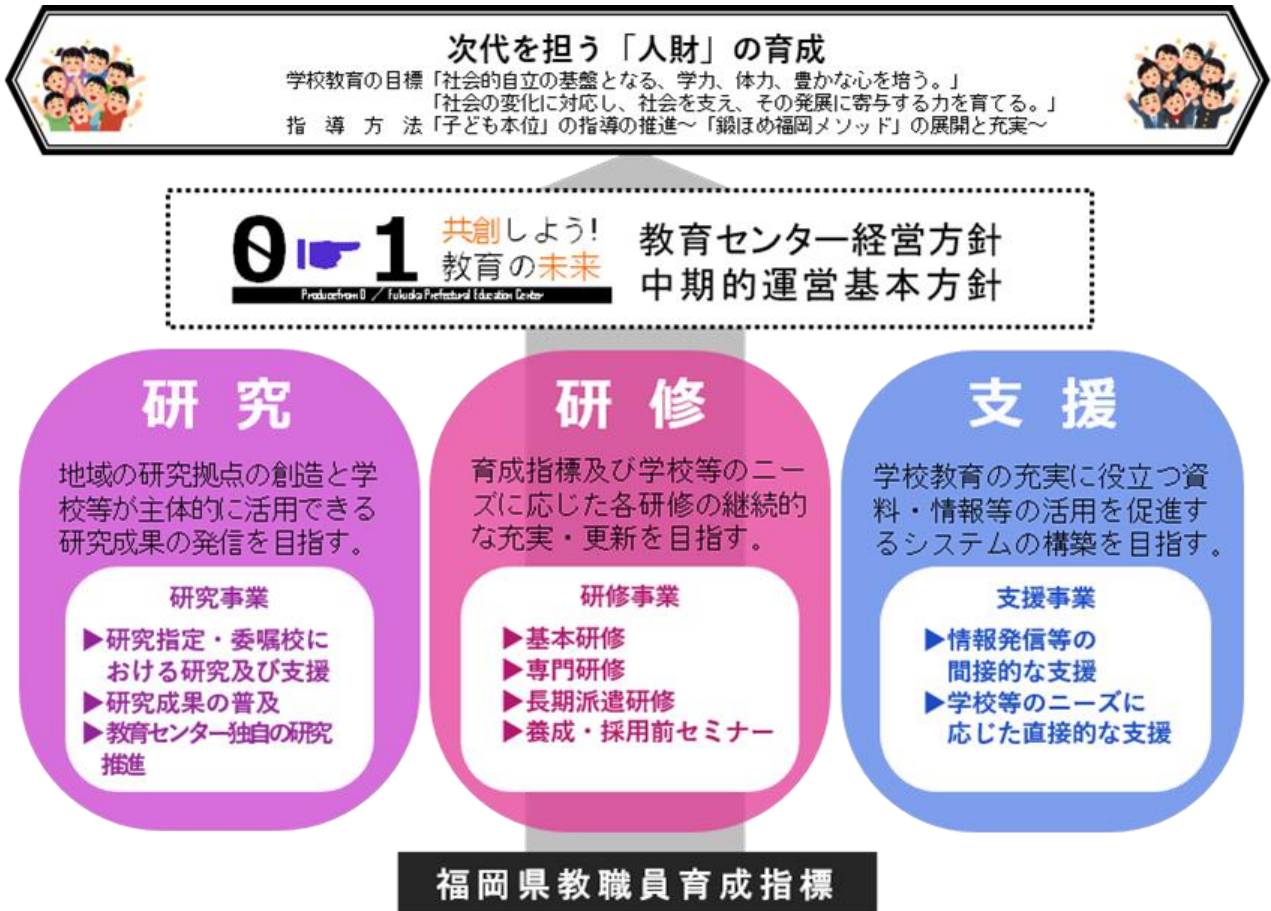 次代を担う「人財」の育成
学校教育の目標「社会的自立の基盤となる、学力、体力、豊かな心を培う。」
「社会の変化に対応し、社会を支え、その発展に寄与する力を育てる。」
指導方法「子ども本位」の指導の推進～「鍛ほめ福岡メソッド」の展開と充実～
0 1
共創しよう!
教育の未来
Produce from 0 / Fukuoka Prefectural Education Center
教育センター経営方針
中期的運営基本方針
研究
地域の研究拠点の創造と学
校等が主体的に活用できる
研究成果の発信を目指す。
研究事業
▶研究指定・委嘱校に
おける研究及び支援
▶研究成果の普及
▶教育センター独自の研究
推進
研修
育成指標及び学校等のニー
ズに応じた各研修の継続的
な充実・更新を目指す。
研修事業
▶基本研修
▶専門研修
▶長期派遣研修
▶養成・採用前セミナー
支援
学校教育の充実に役立つ資
料・情報等の活用を促進す
るシステムの構築を目指す。
支援事業
▶情報発信等の
間接的な支援
▶学校等のニーズに
応じた直接的な支援
福岡県教職員育成指標